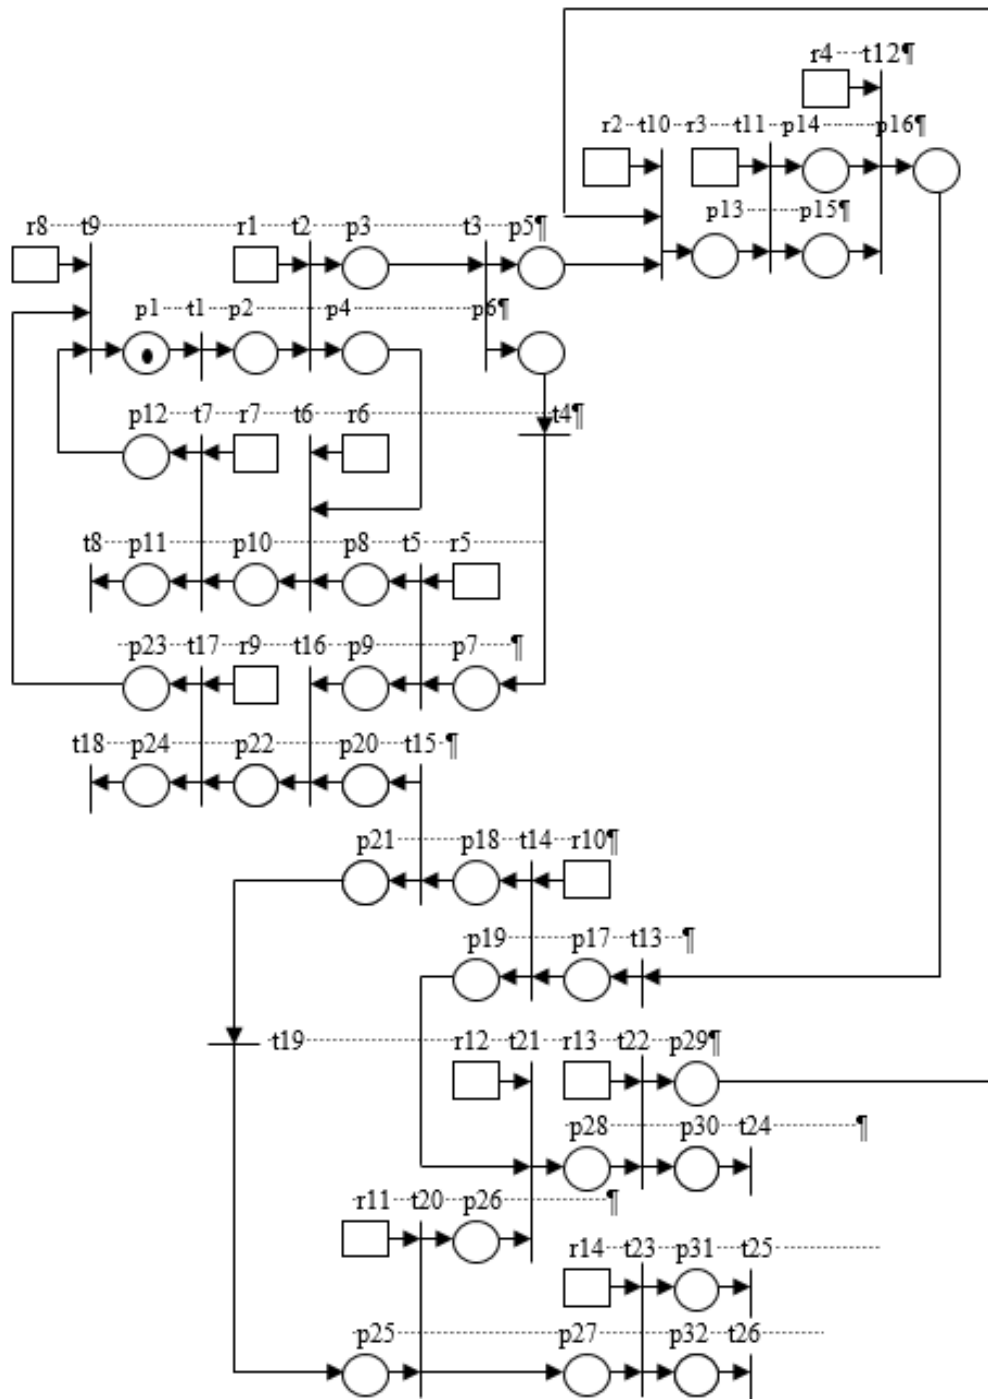 r4 t12¶
r2 t10 r3 t11 p14 p16¶
p13 p15¶
r8 t9 r1 t2 p3 t3 p5¶
p1 t1 p2 p4 p6¶
p12 t7 r7 t6 r6 t4¶
t8 p11 p10 p8 t5 r5
p23 t17 r9 t16 p9 p7 ¶
t18 p24 p22 p20 t15 ¶
p21 p18 t14 r10¶
p19 p17 t13 ¶
t19 r12 t21 r13 t22 p29¶
p28 p30 t24 ¶
r11 t20 p26 ¶
r14 t23 p31 t25
p25 p27 p32 t26